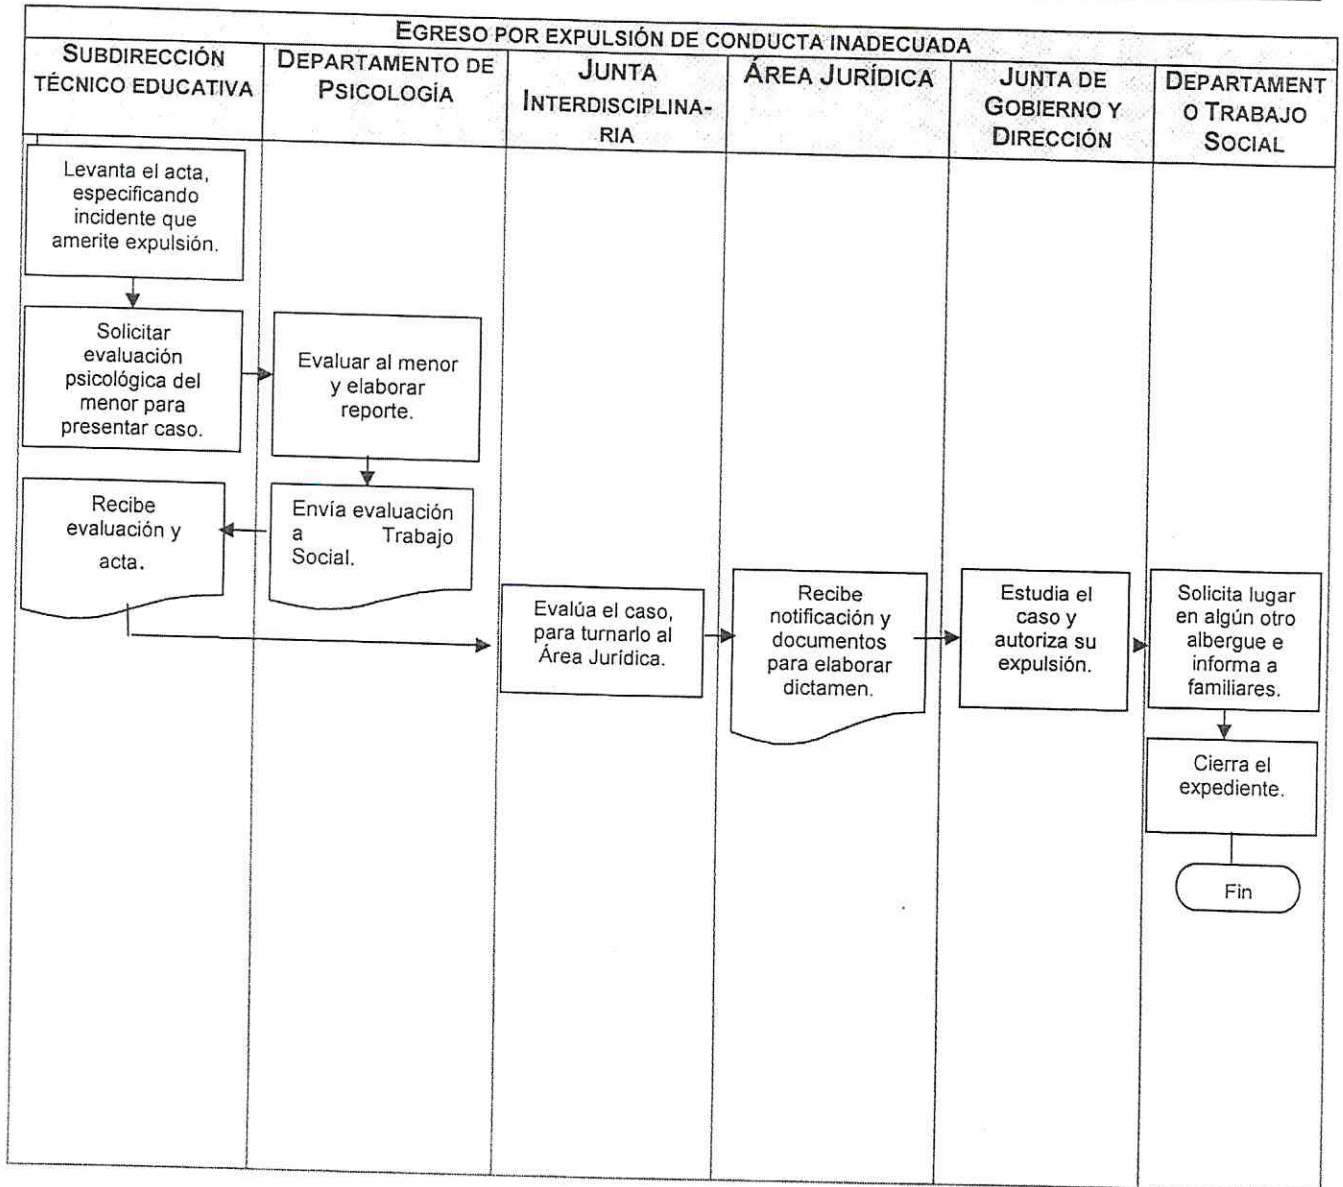 EGRESO POR EXPULSIÓN DE CONDUCTA INADECUADA
SUBDIRECCIÓN
TÉCNICO EDUCATIVA
DEPARTAMENTO DE
PSICOLOGÍA
JUNTA
INTERDISCIPLINA-
RIA
ÁREA JURÍDICA
JUNTA DE
GOBIERNO Y
DIRECCIÓN
DEPARTAMENT
O TRABAJO
SOCIAL
Levanta el acta,
especificando
incidente que
amerite expulsión.
Solicitar
evaluación
psicológica del
menor para
presentar caso.
Evaluar al menor
y elaborar
reporte.
Recibe
evaluación y
acta.
Envía evaluación
a Trabajo
Social.
Evalúa el caso,
para turnarlo al
Área Jurídica.
Recibe
notificación y
documentos
para elaborar
dictamen.
Estudia el
caso y
autoriza su
expulsión.
Solicita lugar
en algún otro
albergue e
informa a
familiares.
Cierra el
expediente.
Fin